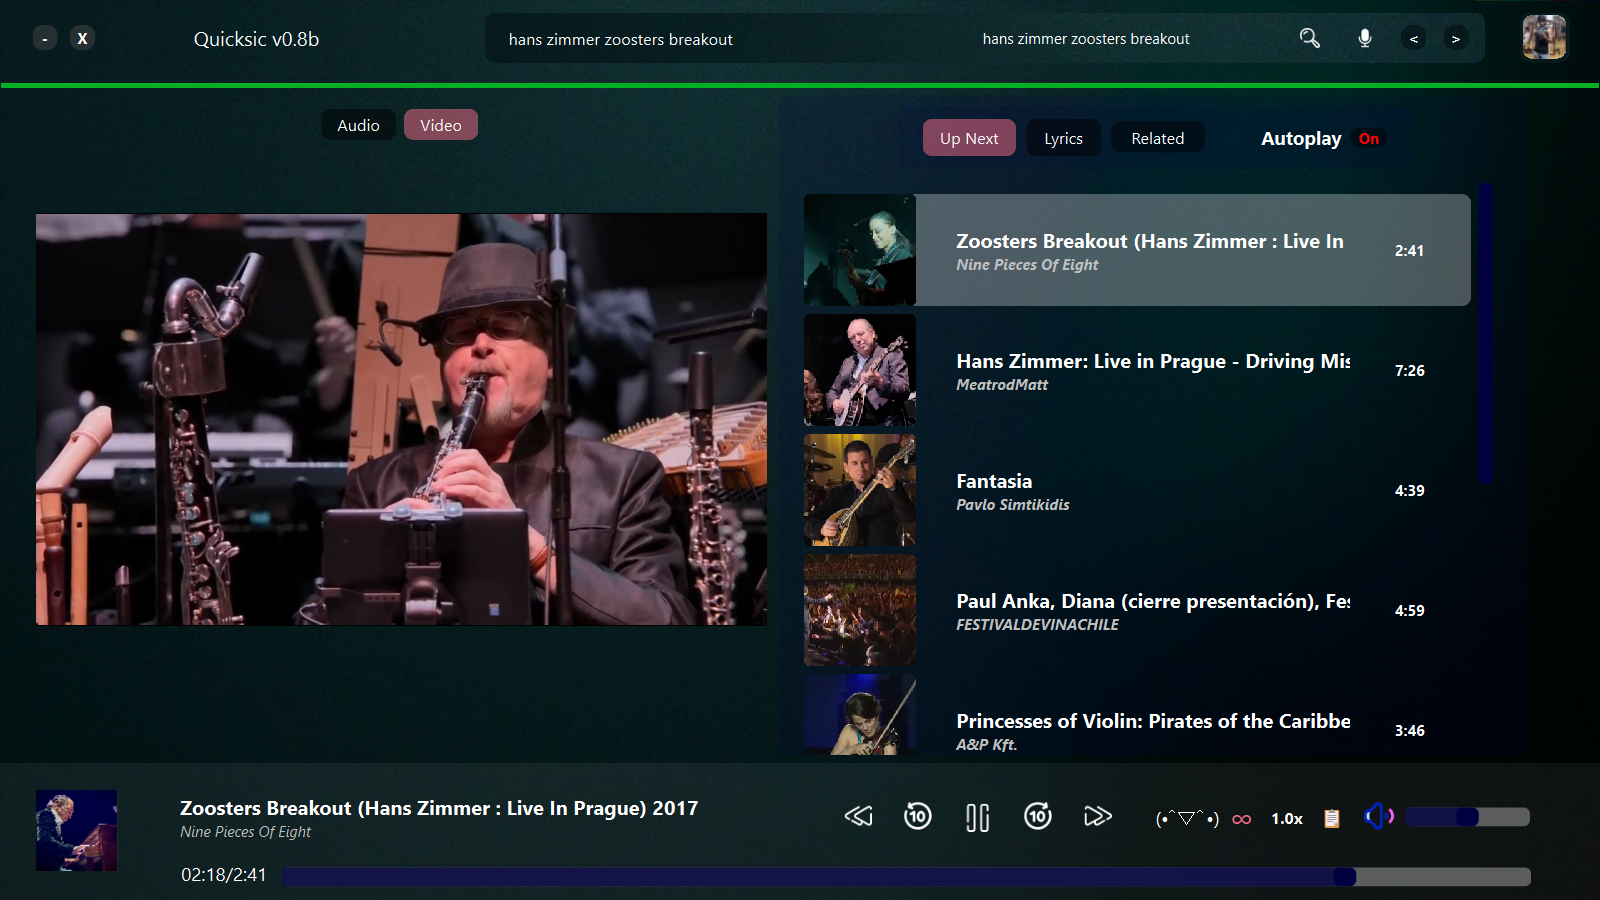 -
X
Quicksic v0.8b
hans zimmer zoosters breakout
hans zimmer zoosters breakout
<
>
Audio
Video
Up Next
Lyrics
Related
Autoplay
On
Zoosters Breakout (Hans Zimmer : Live In
Nine Pieces Of Eight
2:41
Hans Zimmer: Live in Prague - Driving Mis
MeatrodMatt
7:26
Fantasia
Pavlo Simtikidis
4:39
Paul Anka, Diana (cierre presentación), Fes
FESTIVALDEVINACHILE
4:59
Princesses of Violin: Pirates of the Caribbe
A&P Kft.
3:46
Zoosters Breakout (Hans Zimmer : Live In Prague) 2017
Nine Pieces Of Eight
10
10
(•ˆ▽ˆ•)
∞
1.0x
02:18/2:41